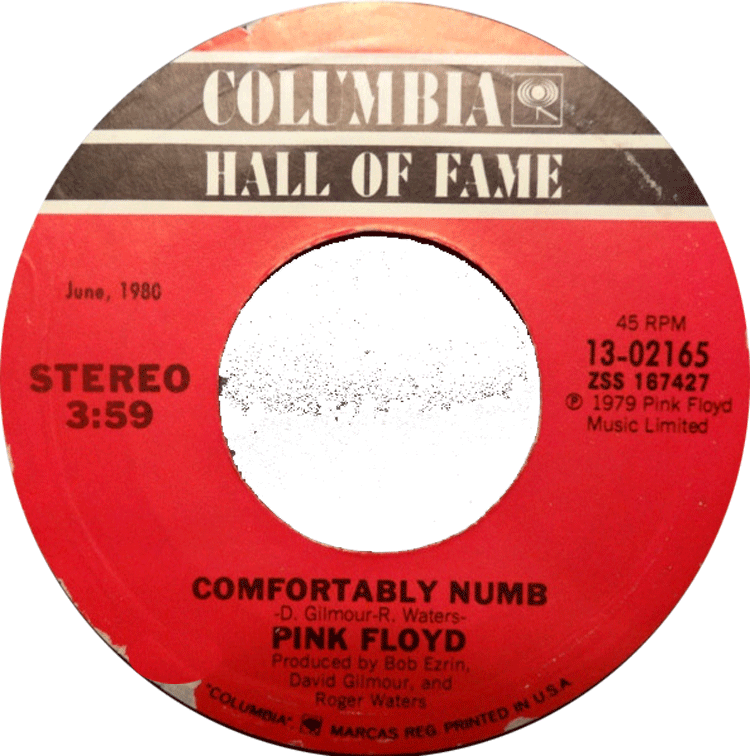 COLUMBIA
HALL OF FAME
June, 1980
STEREO
3:59
45 RPM
13-02165
ZSS 167427
℗ 1979 Pink Floyd
Music Limited
COMFORTABLY NUMB
-D. Gilmour-R. Waters-
PINK FLOYD
Produced by Bob Ezrin,
David Gilmour, and
Roger Waters
"COLUMBIA" MARCAS REG. PRINTED IN U.S.A.